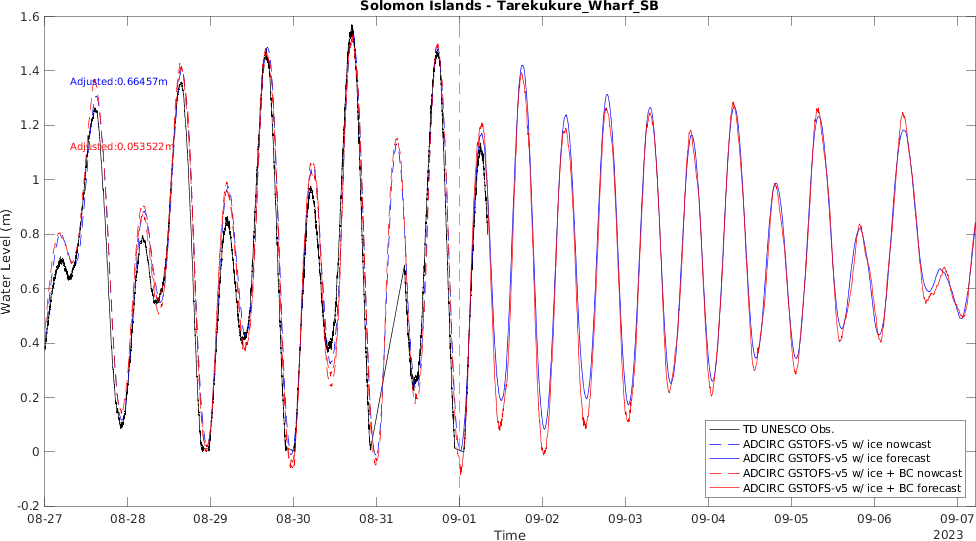 Solomon Islands - Tarekukure_Wharf_SB
1.6
1.4
1.2
1
0.8
0.6
0.4
0.2
0
-0.2
Water Level (m)
Adjusted:0.66457m
Adjusted:0.053522m
TD UNESCO Obs.
ADCIRC GSTOFS-v5 w/ ice nowcast
ADCIRC GSTOFS-v5 w/ ice forecast
ADCIRC GSTOFS-v5 w/ ice + BC nowcast
ADCIRC GSTOFS-v5 w/ ice + BC forecast
08-27 08-28 08-29 08-30 08-31 09-01 09-02 09-03 09-04 09-05 09-06 09-07
Time
2023